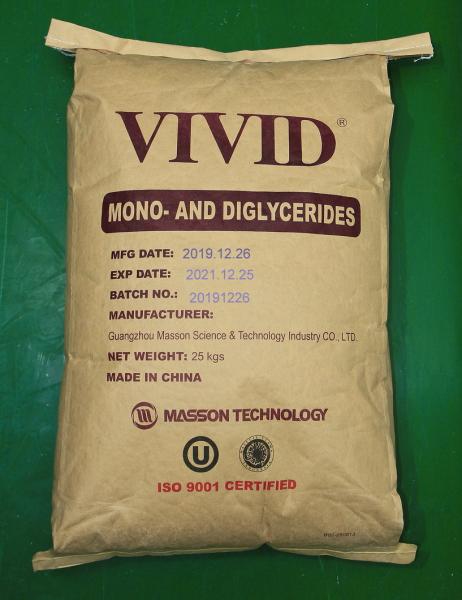 VIVID®
MONO- AND DIGLYCERIDES
MFG DATE: 2019.12.26
EXP DATE: 2021.12.25
BATCH NO.: 20191226
MANUFACTURER:
Guangzhou Masson Science & Technology Industry CO., LTD.
NET WEIGHT: 25 kgs
MADE IN CHINA
MASSON TECHNOLOGY
U
ISO 9001 CERTIFIED